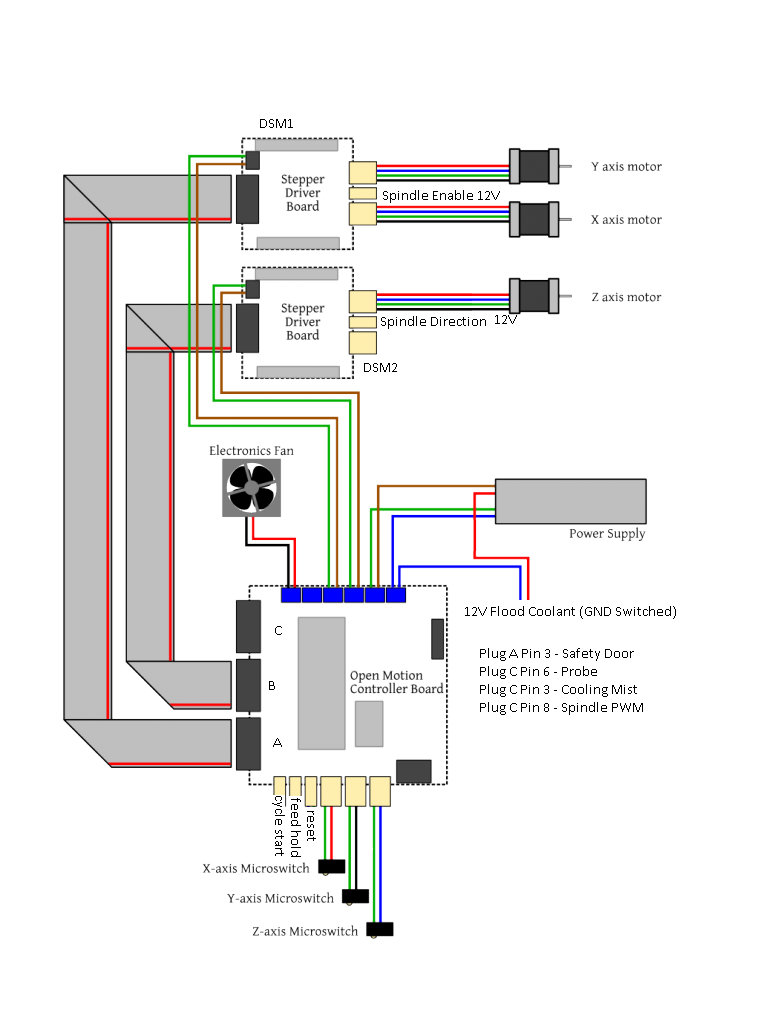 DSM1
Stepper
Driver
Board
Y axis motor
Spindle Enable 12V
X axis motor
Stepper
Driver
Board
Z axis motor
Spindle Direction 12V
DSM2
Electronics Fan
Power Supply
12V Flood Coolant (GND Switched)
C
Plug A Pin 3 - Safety Door
Plug C Pin 6 - Probe
Plug C Pin 3 - Cooling Mist
Plug C Pin 8 - Spindle PWM
Open Motion
Controller Board
B
A
cycle start
feed hold
reset
X-axis Microswitch
Y-axis Microswitch
Z-axis Microswitch